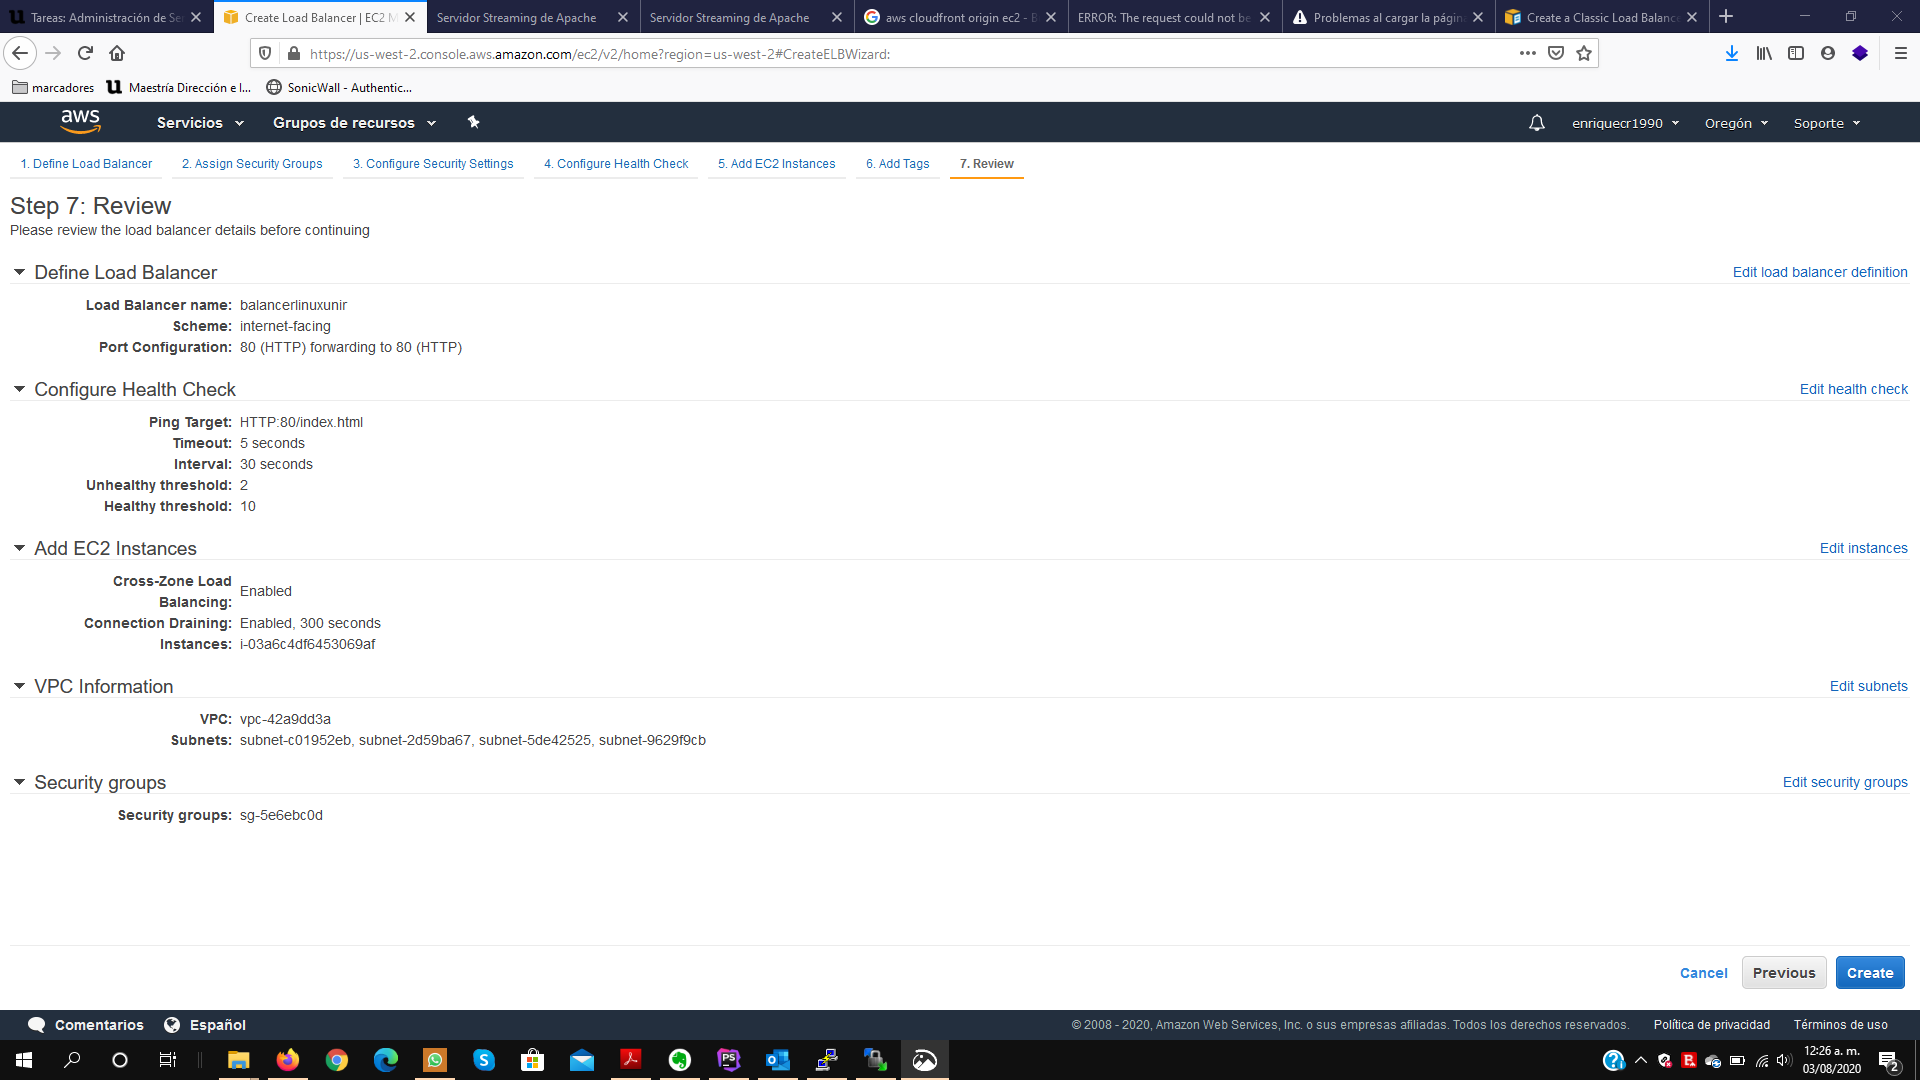 Tareas: Administración de Se
Create Load Balancer | EC2 M
Servidor Streaming de Apache
Servidor Streaming de Apache
aws cloudfront origin ec2 - B
ERROR: The request could not be
Problemas al cargar la página
Create a Classic Load Balance
https://us-west-2.console.aws.amazon.com/ec2/v2/home?region=us-west-2#CreateELBWizard:
marcadores
Maestría Dirección e I...
SonicWall - Authentic...
aws
Servicios
Grupos de recursos
enriquecr1990
Oregón
Soporte
1. Define Load Balancer
2. Assign Security Groups
3. Configure Security Settings
4. Configure Health Check
5. Add EC2 Instances
6. Add Tags
7. Review
Step 7: Review
Please review the load balancer details before continuing
Define Load Balancer
Edit load balancer definition
Load Balancer name: balancerlinuxunir
Scheme: internet-facing
Port Configuration: 80 (HTTP) forwarding to 80 (HTTP)
Configure Health Check
Edit health check
Ping Target: HTTP:80/index.html
Timeout: 5 seconds
Interval: 30 seconds
Unhealthy threshold: 2
Healthy threshold: 10
Add EC2 Instances
Edit instances
Cross-Zone Load
Balancing:
Enabled
Connection Draining: Enabled, 300 seconds
Instances: i-03a6c4df6453069af
VPC Information
Edit subnets
VPC: vpc-42a9dd3a
Subnets: subnet-c01952eb, subnet-2d59ba67, subnet-5de42525, subnet-9629f9cb
Security groups
Edit security groups
Security groups: sg-5e6ebc0d
Cancel
Previous
Create
Comentarios
Español
© 2008 - 2020, Amazon Web Services, Inc. o sus empresas afiliadas. Todos los derechos reservados.
Política de privacidad
Términos de uso
12:26 a. m.
03/08/2020
2